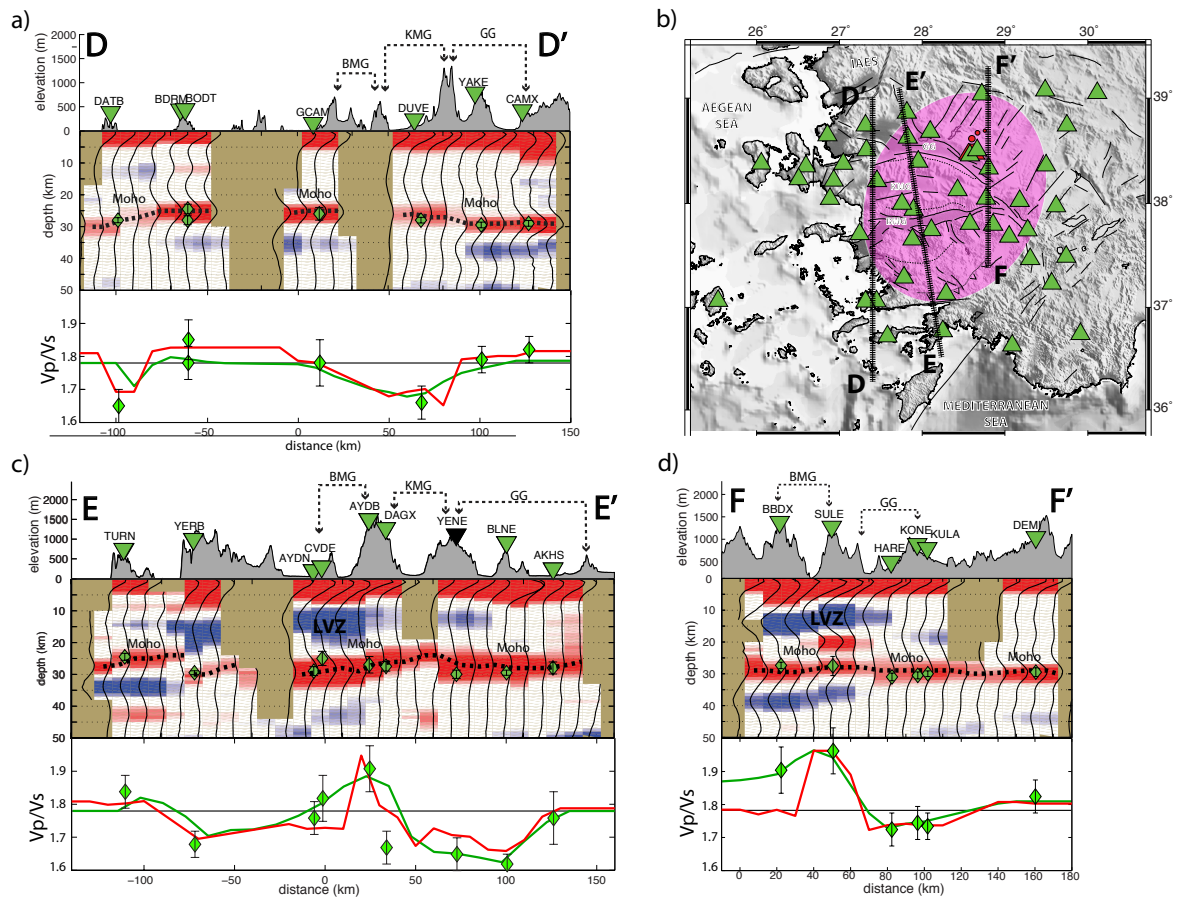 a)
D
D'
elevation (m)
2000
1500
1000
500
0
DATB
BDRM
BODT
BMG
GCAM
KMG
GG
DUVE
YAKE
CAMX
depth (km)
10
20
30
40
50
Moho
Moho
Moho
Vp/Vs
1.9
1.8
1.7
1.6
−100
−50
0
50
100
150
distance (km)
b)
26˚
27˚
28˚
29˚
30˚
39˚
38˚
37˚
36˚
IAES
AEGEAN
SEA
D'
E'
F'
F
E
D
MEDITERRANEAN
SEA
c)
E
E'
elevation (m)
2000
1500
1000
500
0
TURN
YERB
BMG
KMG
GG
AYDN
CVDE
AYDB
DAGX
YENE
BLNE
AKHS
depth (km)
10
20
30
40
50
LVZ
Moho
Moho
Moho
Vp/Vs
1.9
1.8
1.7
1.6
−100
−50
0
50
100
150
distance (km)
d)
F
F'
elevation (m)
2000
1500
1000
500
0
BMG
BBDX
SULE
GG
HARE
KONE
KULA
depth (km)
10
20
30
40
50
LVZ
Moho
Moho
Moho
Vp/Vs
1.9
1.8
1.7
1.6
0
20
40
60
80
100
120
140
160
180
distance (km)